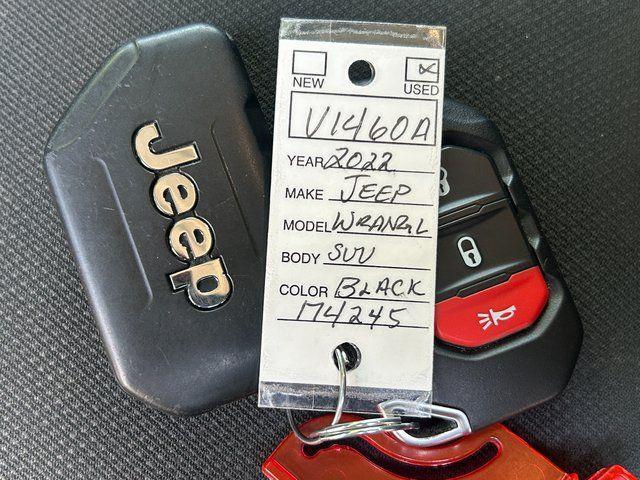 Jeep
NEW
USED
V1460A
YEAR 2022
MAKE JEEP
MODEL WRANGL
BODY SUV
COLOR BLACK
174245